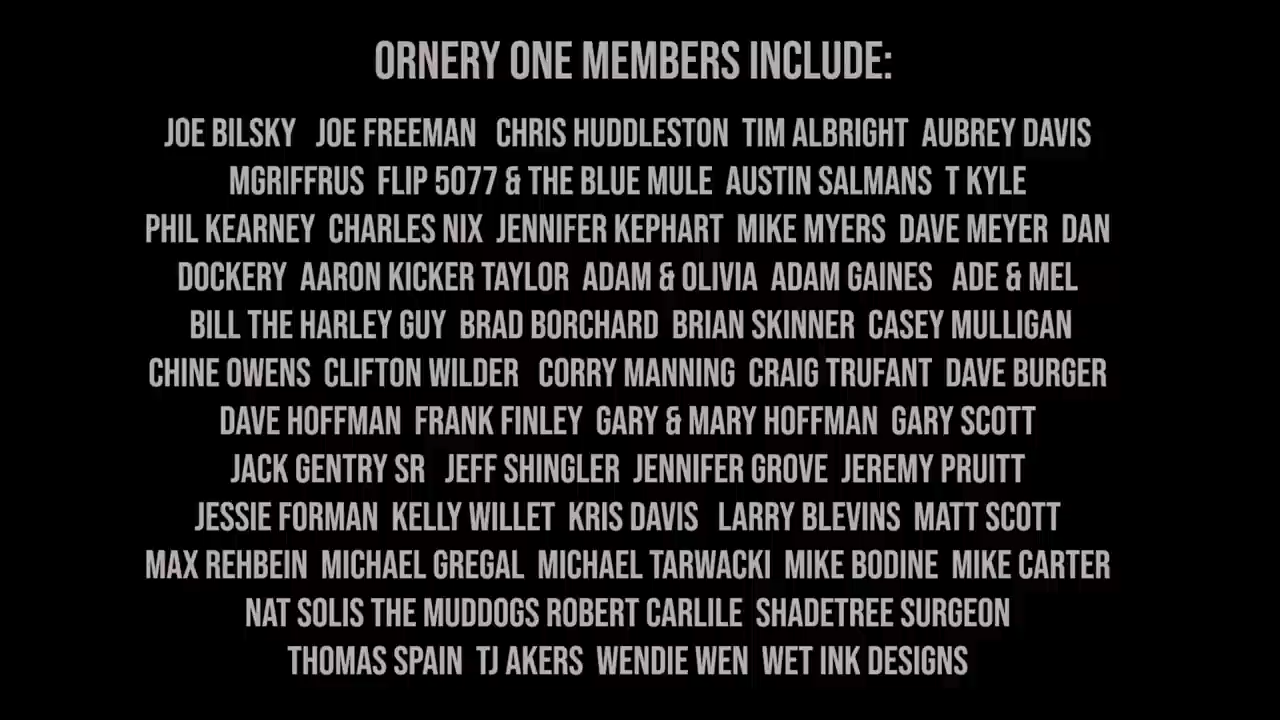 ORNERY ONE MEMBERS INCLUDE:
JOE BILSKY JOE FREEMAN CHRIS HUDDLESTON TIM ALBRIGHT AUBREY DAVIS
MGRIFFRUS FLIP 5077 & THE BLUE MULE AUSTIN SALMANS T KYLE
PHIL KEARNEY CHARLES NIX JENNIFER KEPHART MIKE MYERS DAVE MEYER DAN
DOCKERY AARON KICKER TAYLOR ADAM & OLIVIA ADAM GAINES ADE & MEL
BILL THE HARLEY GUY BRAD BORCHARD BRIAN SKINNER CASEY MULLIGAN
CHINE OWENS CLIFTON WILDER CORRY MANNING CRAIG TRUFANT DAVE BURGER
DAVE HOFFMAN FRANK FINLEY GARY & MARY HOFFMAN GARY SCOTT
JACK GENTRY SR JEFF SHINGLER JENNIFER GROVE JEREMY PRUITT
JESSIE FORMAN KELLY WILLET KRIS DAVIS LARRY BLEVINS MATT SCOTT
MAX REHBEIN MICHAEL GREGAL MICHAEL TARWACKI MIKE BODINE MIKE CARTER
NAT SOLIS THE MUDDOGS ROBERT CARLILE SHADETREE SURGEON
THOMAS SPAIN TJ AKERS WENDIE WEN WET INK DESIGNS